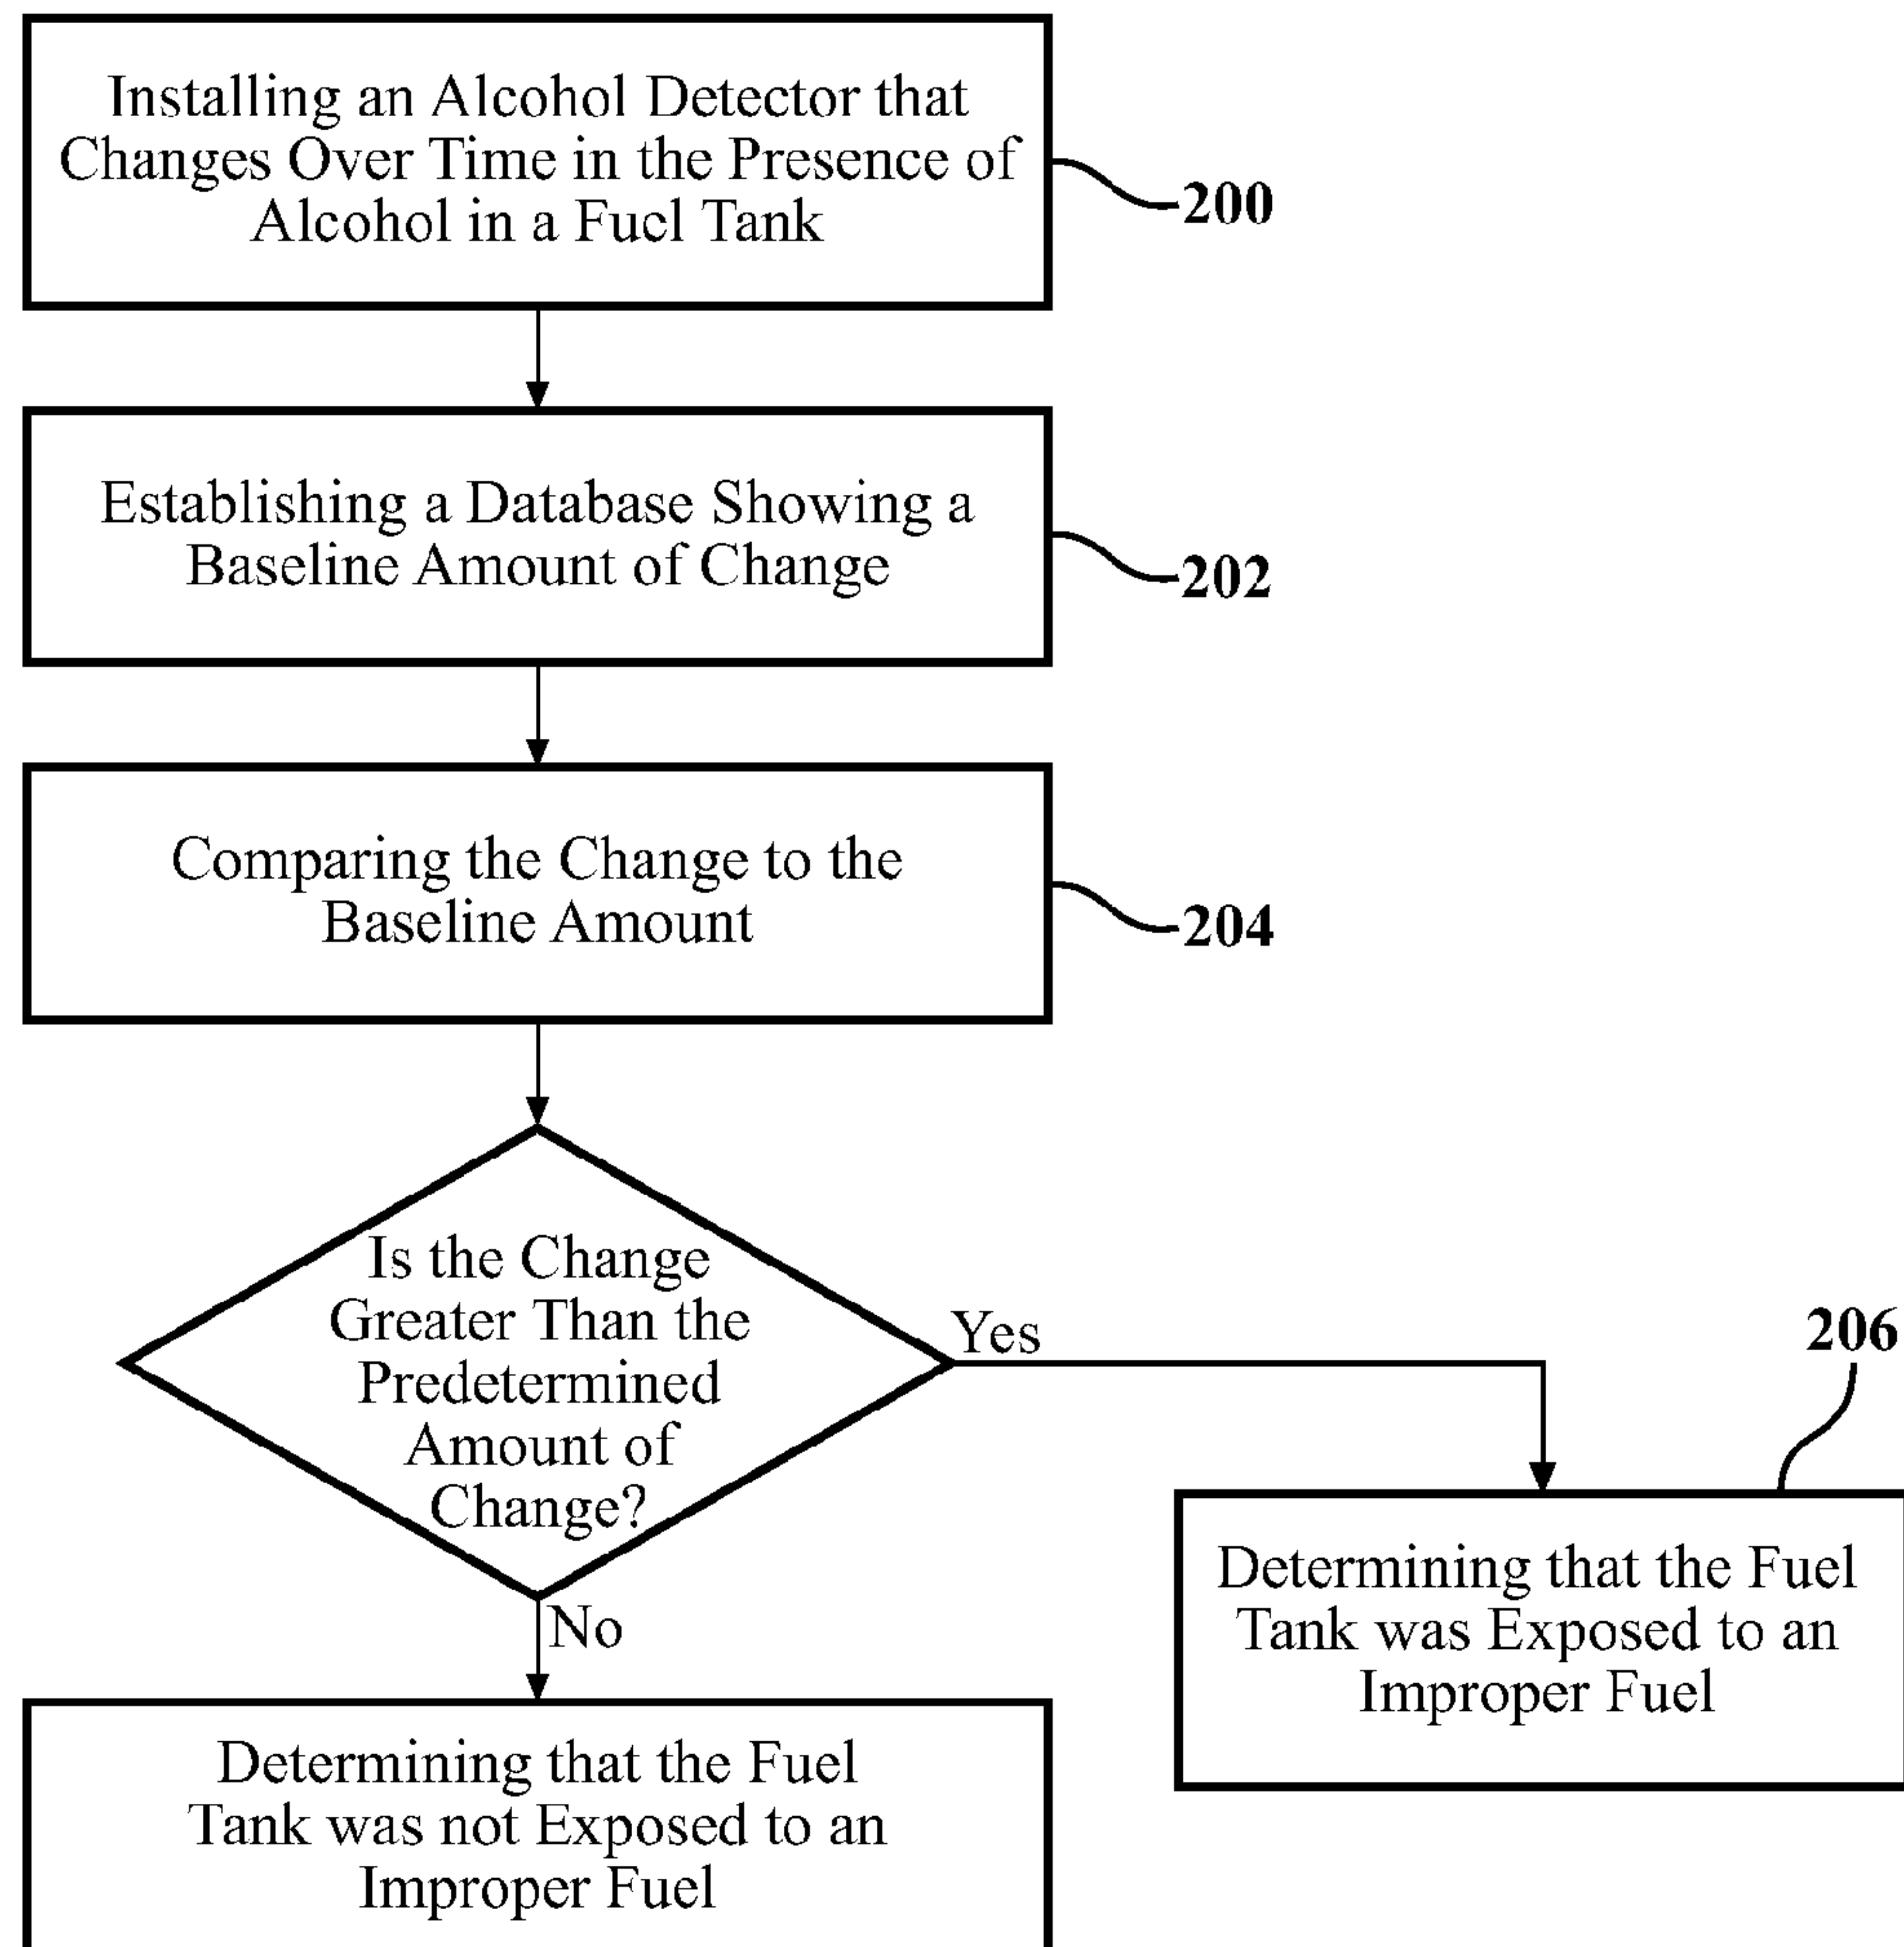 Installing an Alcohol Detector that
Changes Over Time in the Presence of
Alcohol in a Fuel Tank
200
Establishing a Database Showing a
Baseline Amount of Change
202
Comparing the Change to the
Baseline Amount
204
Is the Change
Greater Than the
Predetermined
Amount of
Change?
Yes
206
Determining that the Fuel
Tank was Exposed to an
Improper Fuel
No
Determining that the Fuel
Tank was not Exposed to an
Improper Fuel